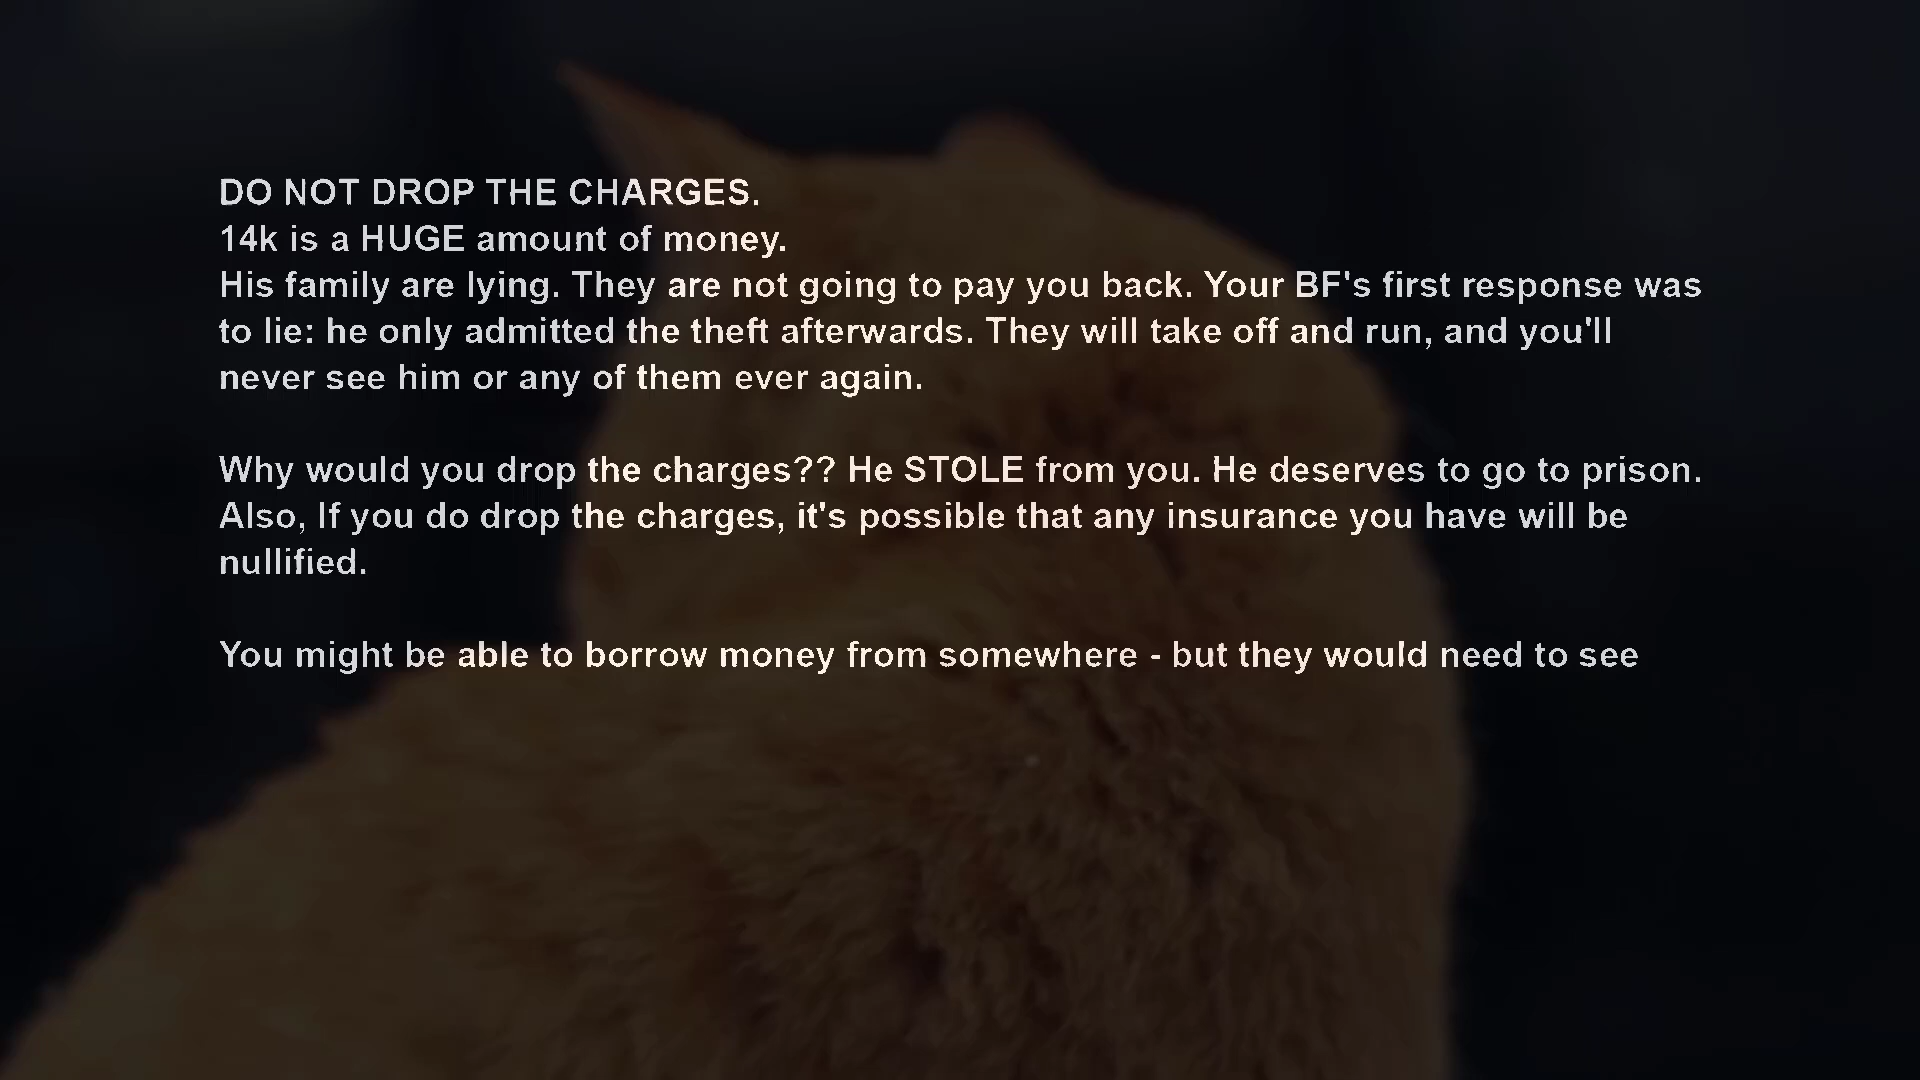 DO NOT DROP THE CHARGES.
14k is a HUGE amount of money.
His family are lying. They are not going to pay you back. Your BF's first response was
to lie: he only admitted the theft afterwards. They will take off and run, and you'll
never see him or any of them ever again.
Why would you drop the charges?? He STOLE from you. He deserves to go to prison.
Also, If you do drop the charges, it's possible that any insurance you have will be
nullified.
You might be able to borrow money from somewhere - but they would need to see